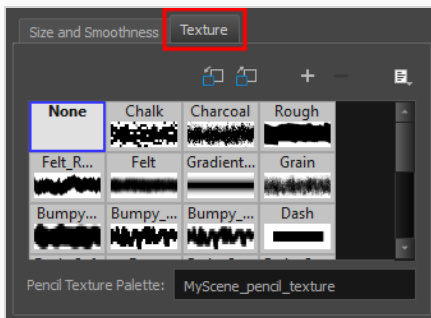 Size and Smoothness Texture
None Chalk Charcoal Rough
Felt_R... Felt Gradient... Grain
Bumpy... Bumpy_... Bumpy_... Dash
Pencil Texture Palette: MyScene_pencil_texture